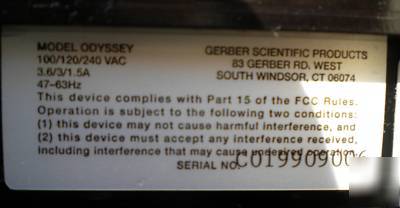 MODEL ODYSSEY
100/120/240 VAC
3.6/3/1.5A
47-63Hz
GERBER SCIENTIFIC PRODUCTS
83 GERBER RD. WEST
SOUTH WINDSOR, CT 06074
This device complies with Part 15 of the FCC Rules.
Operation is subject to the following two conditions:
(1) this device may not cause harmful interference, and
(2) this device must accept any interference received,
including interference that may cause undesired operation.
SERIAL NO.